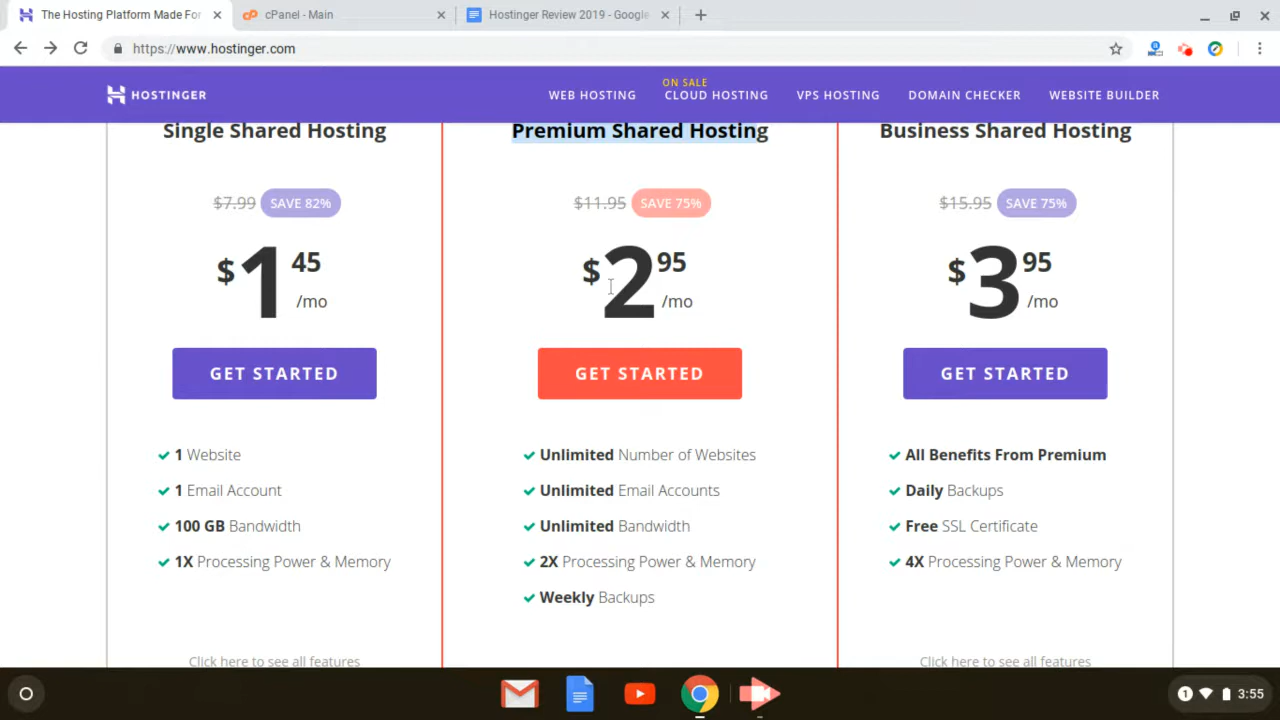 The Hosting Platform Made For
cPanel - Main
Hostinger Review 2019 - Google
https://www.hostinger.com
HOSTINGER
WEB HOSTING
ON SALE
CLOUD HOSTING
VPS HOSTING
DOMAIN CHECKER
WEBSITE BUILDER
Single Shared Hosting
$7.99 SAVE 82%
$1 45 /mo
GET STARTED
1 Website
1 Email Account
100 GB Bandwidth
1X Processing Power & Memory
Click here to see all features
Premium Shared Hosting
$11.95 SAVE 75%
$2 95 /mo
GET STARTED
Unlimited Number of Websites
Unlimited Email Accounts
Unlimited Bandwidth
2X Processing Power & Memory
Weekly Backups
Business Shared Hosting
$15.95 SAVE 75%
$3 95 /mo
GET STARTED
All Benefits From Premium
Daily Backups
Free SSL Certificate
4X Processing Power & Memory
Click here to see all features
1 3:55